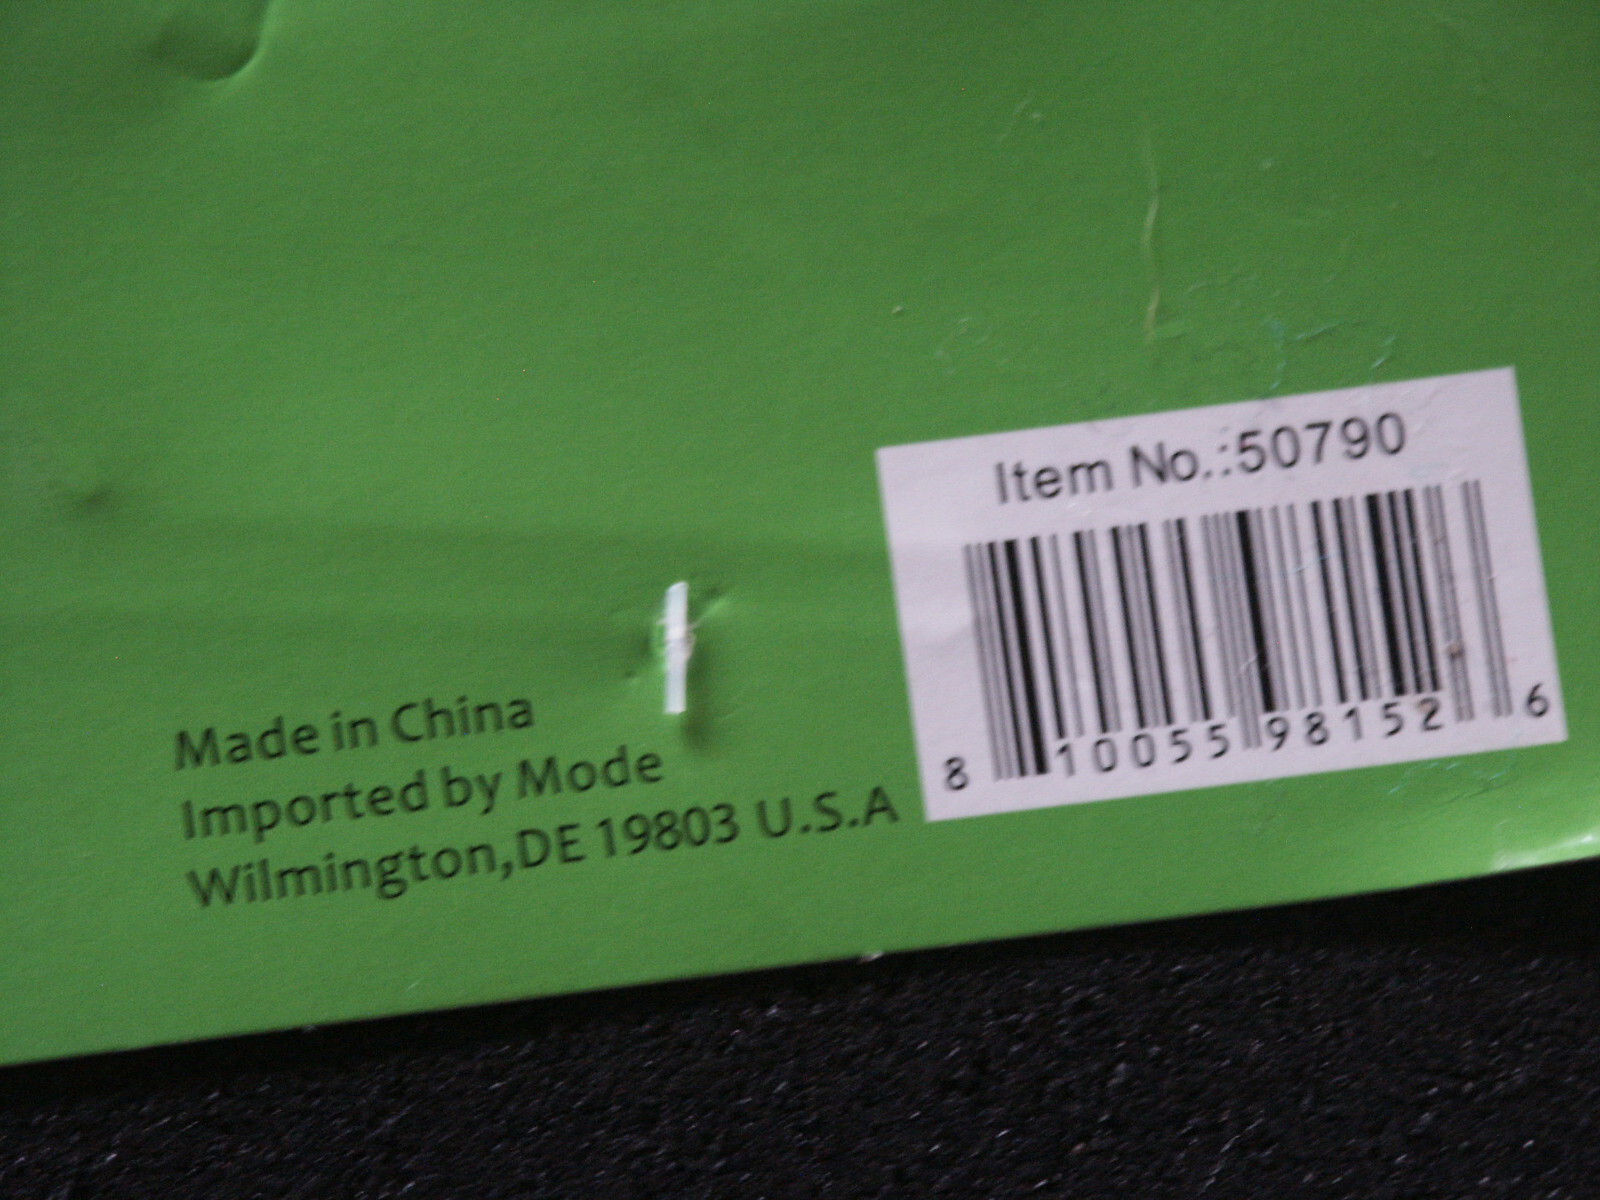 Item No.:50790
8 10055 98152 6
Made in China
Imported by Mode
Wilmington,DE 19803 U.S.A